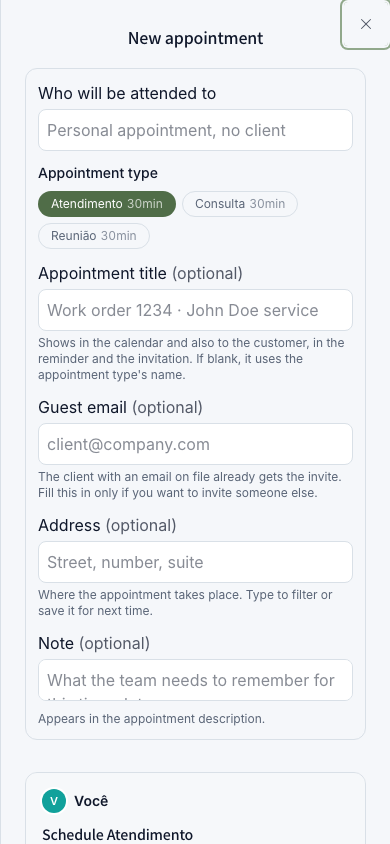 New appointment
Who will be attended to
Personal appointment, no client
Appointment type
Atendimento 30min
Consulta 30min
Reunião 30min
Appointment title (optional)
Work order 1234 · John Doe service
Shows in the calendar and also to the customer, in the
reminder and the invitation. If blank, it uses the
appointment type's name.
Guest email (optional)
client@company.com
The client with an email on file already gets the invite.
Fill this in only if you want to invite someone else.
Address (optional)
Street, number, suite
Where the appointment takes place. Type to filter or
save it for next time.
Note (optional)
What the team needs to remember for
Appears in the appointment description.
V Você
Schedule Atendimento